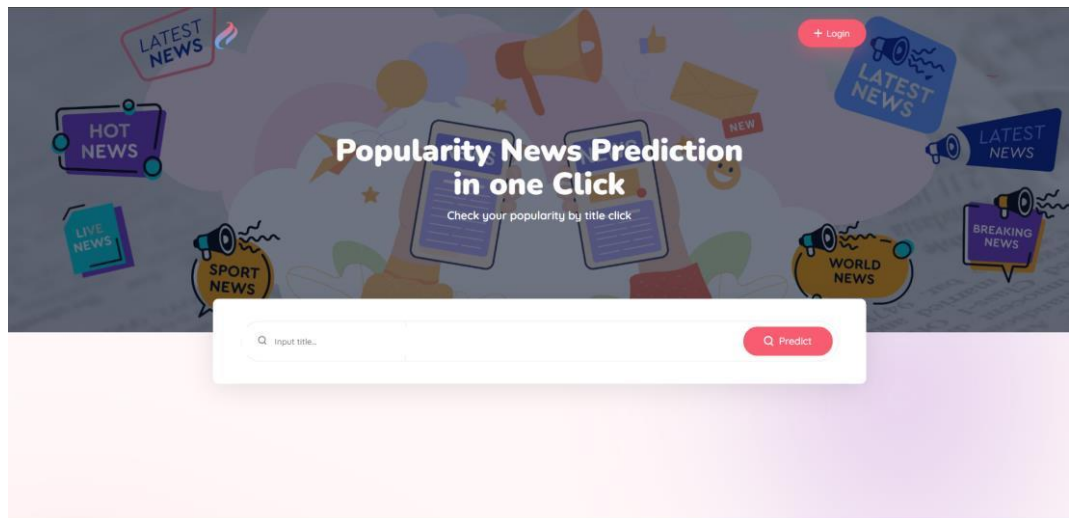 LATEST
NEWS
+ Login
LATEST
NEWS
HOT
NEWS
NEW
LATEST
NEWS
Popularity News Prediction
in one Click
Check your popularity by title click
LIVE
NEWS
SPORT
NEWS
WORLD
NEWS
BREAKING
NEWS
Input title...
Predict